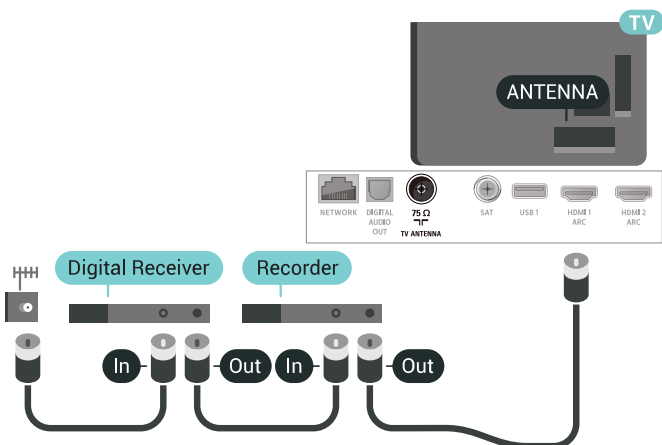 TV
ANTENNA
NETWORK
DIGITAL
AUDIO
OUT
75 Ω
TV ANTENNA
SAT
USB 1
HDMI 1
ARC
HDMI 2
ARC
Digital Receiver
Recorder
In
Out
In
Out